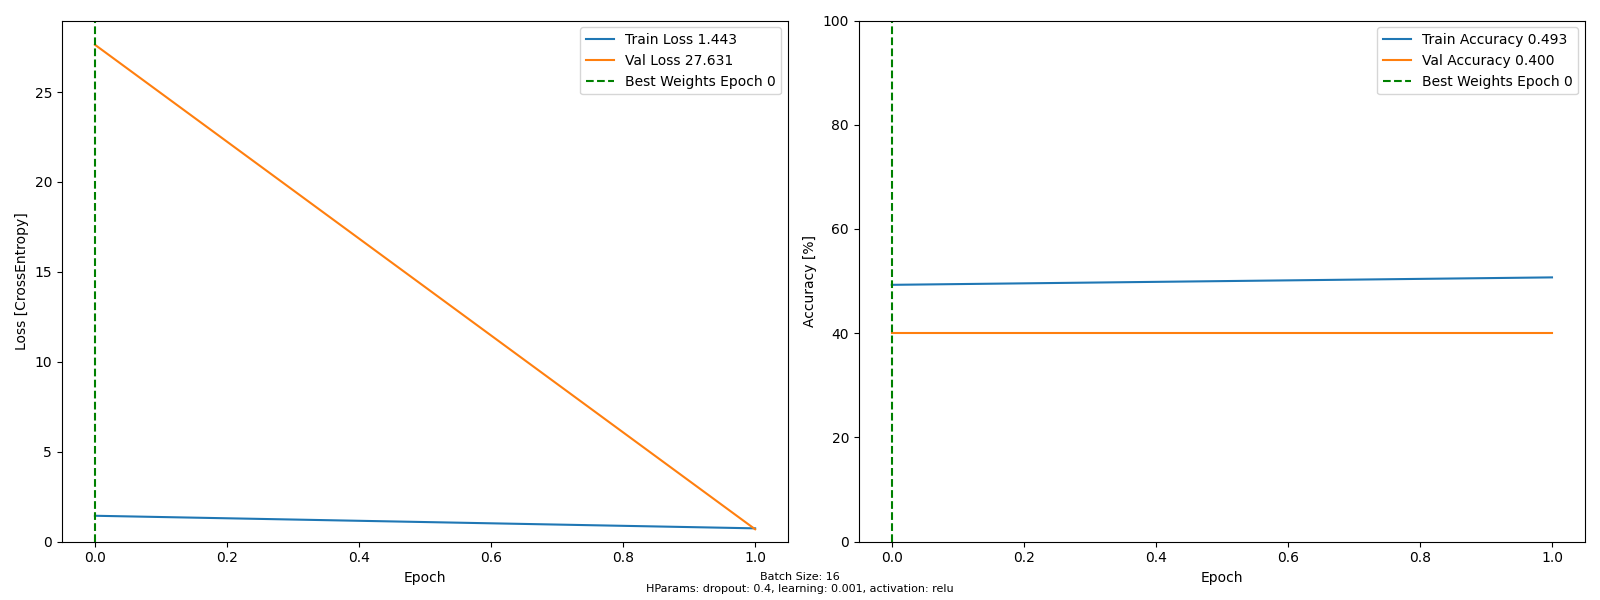 Train Loss 1.443
Val Loss 27.631
Best Weights Epoch 0
Loss [CrossEntropy]
25
20
15
10
5
0
0.0 0.2 0.4 0.6 0.8 1.0
Epoch
Train Accuracy 0.493
Val Accuracy 0.400
Best Weights Epoch 0
Accuracy [%]
100
80
60
40
20
0
0.0 0.2 0.4 0.6 0.8 1.0
Epoch
Batch Size: 16
HParams: dropout: 0.4, learning: 0.001, activation: relu